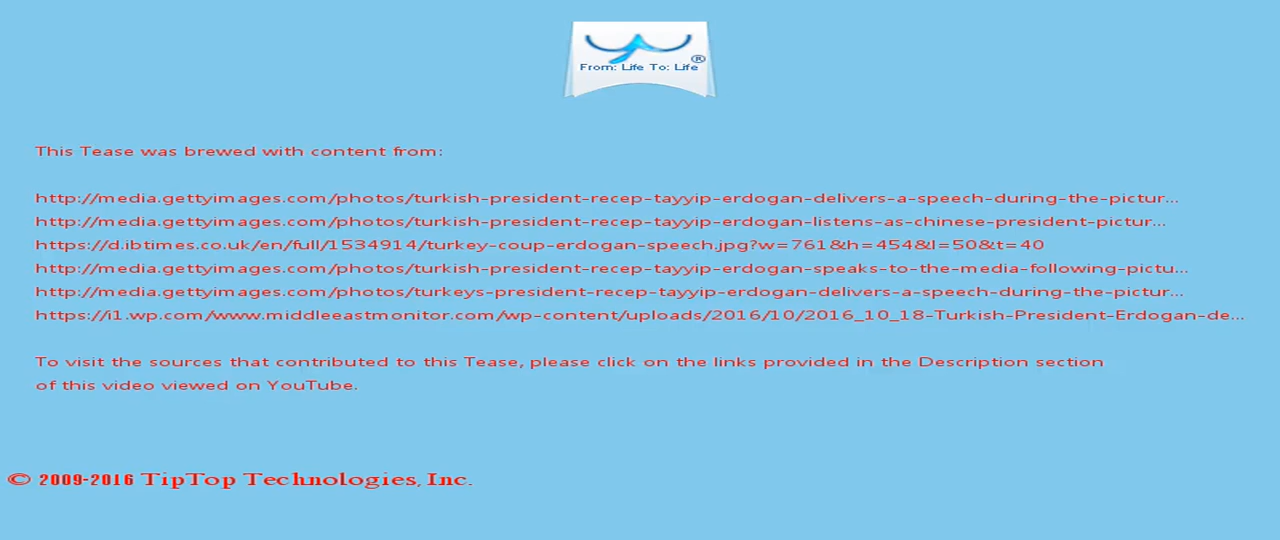 From: Life To: Life®
This Tease was brewed with content from:
http://media.gettyimages.com/photos/turkish-president-recep-tayyip-erdogan-delivers-a-speech-during-the-pictur...
http://media.gettyimages.com/photos/turkish-president-recep-tayyip-erdogan-listens-as-chinese-president-pictur...
https://d.ibtimes.co.uk/en/full/1534914/turkey-coup-erdogan-speech.jpg?w=761&h=454&l=50&t=40
http://media.gettyimages.com/photos/turkish-president-recep-tayyip-erdogan-speaks-to-the-media-following-pictu...
http://media.gettyimages.com/photos/turkeys-president-recep-tayyip-erdogan-delivers-a-speech-during-the-pictur...
https://i1.wp.com/www.middleeastmonitor.com/wp-content/uploads/2016/10/2016_10_18-Turkish-President-Erdogan-de...
To visit the sources that contributed to this Tease, please click on the links provided in the Description section
of this video viewed on YouTube.
© 2009-2016 TipTop Technologies, Inc.